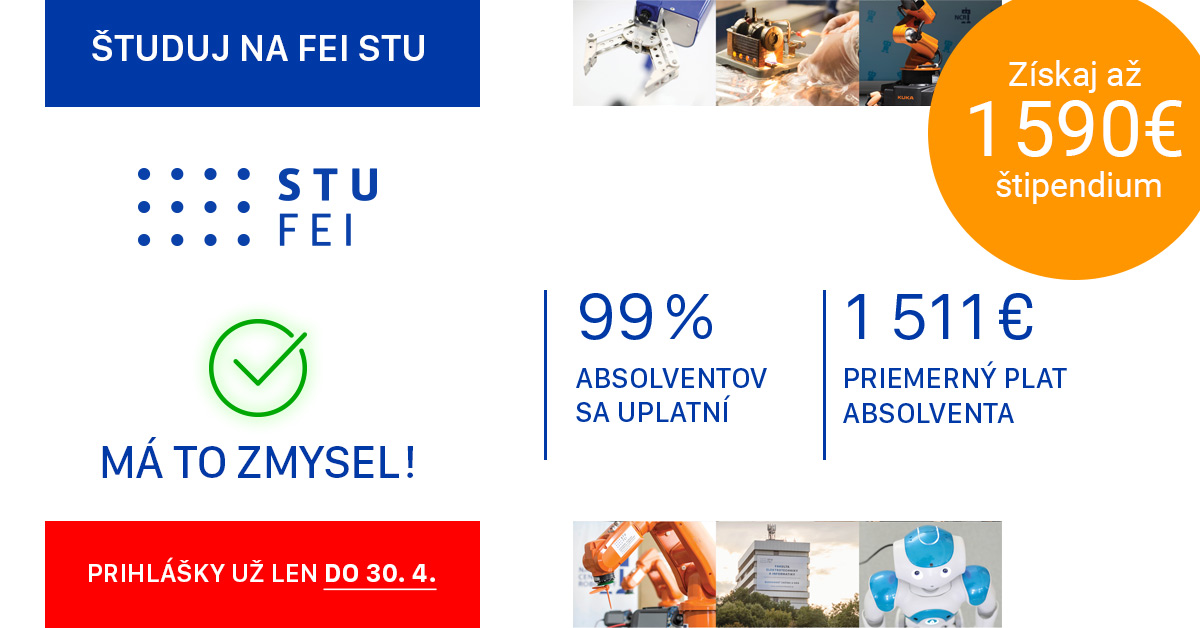 ŠTUDUJ NA FEI STU
STU
FEI
MÁ TO ZMYSEL!
PRIHLÁŠKY UŽ LEN DO 30. 4.
Získaj až
1 590€
štipendium
99 %
ABSOLVENTOV
SA UPLATNÍ
1 511 €
PRIEMERNÝ PLAT
ABSOLVENTA
KUKA